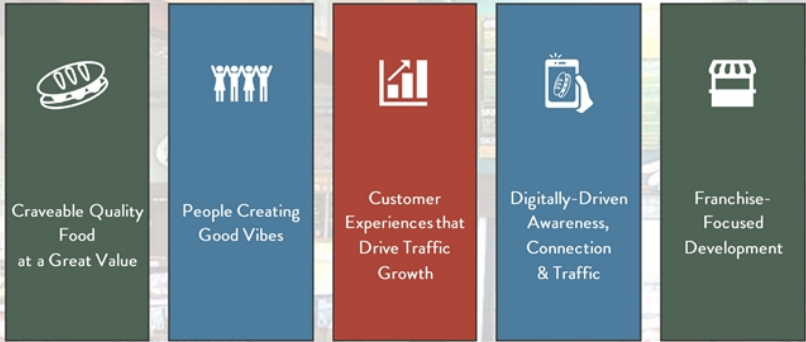 Craveable Quality
Food
at a Great Value
People Creating
Good Vibes
Customer
Experiences that
Drive Traffic
Growth
Digitally-Driven
Awareness,
Connection
& Traffic
Franchise-
Focused
Development